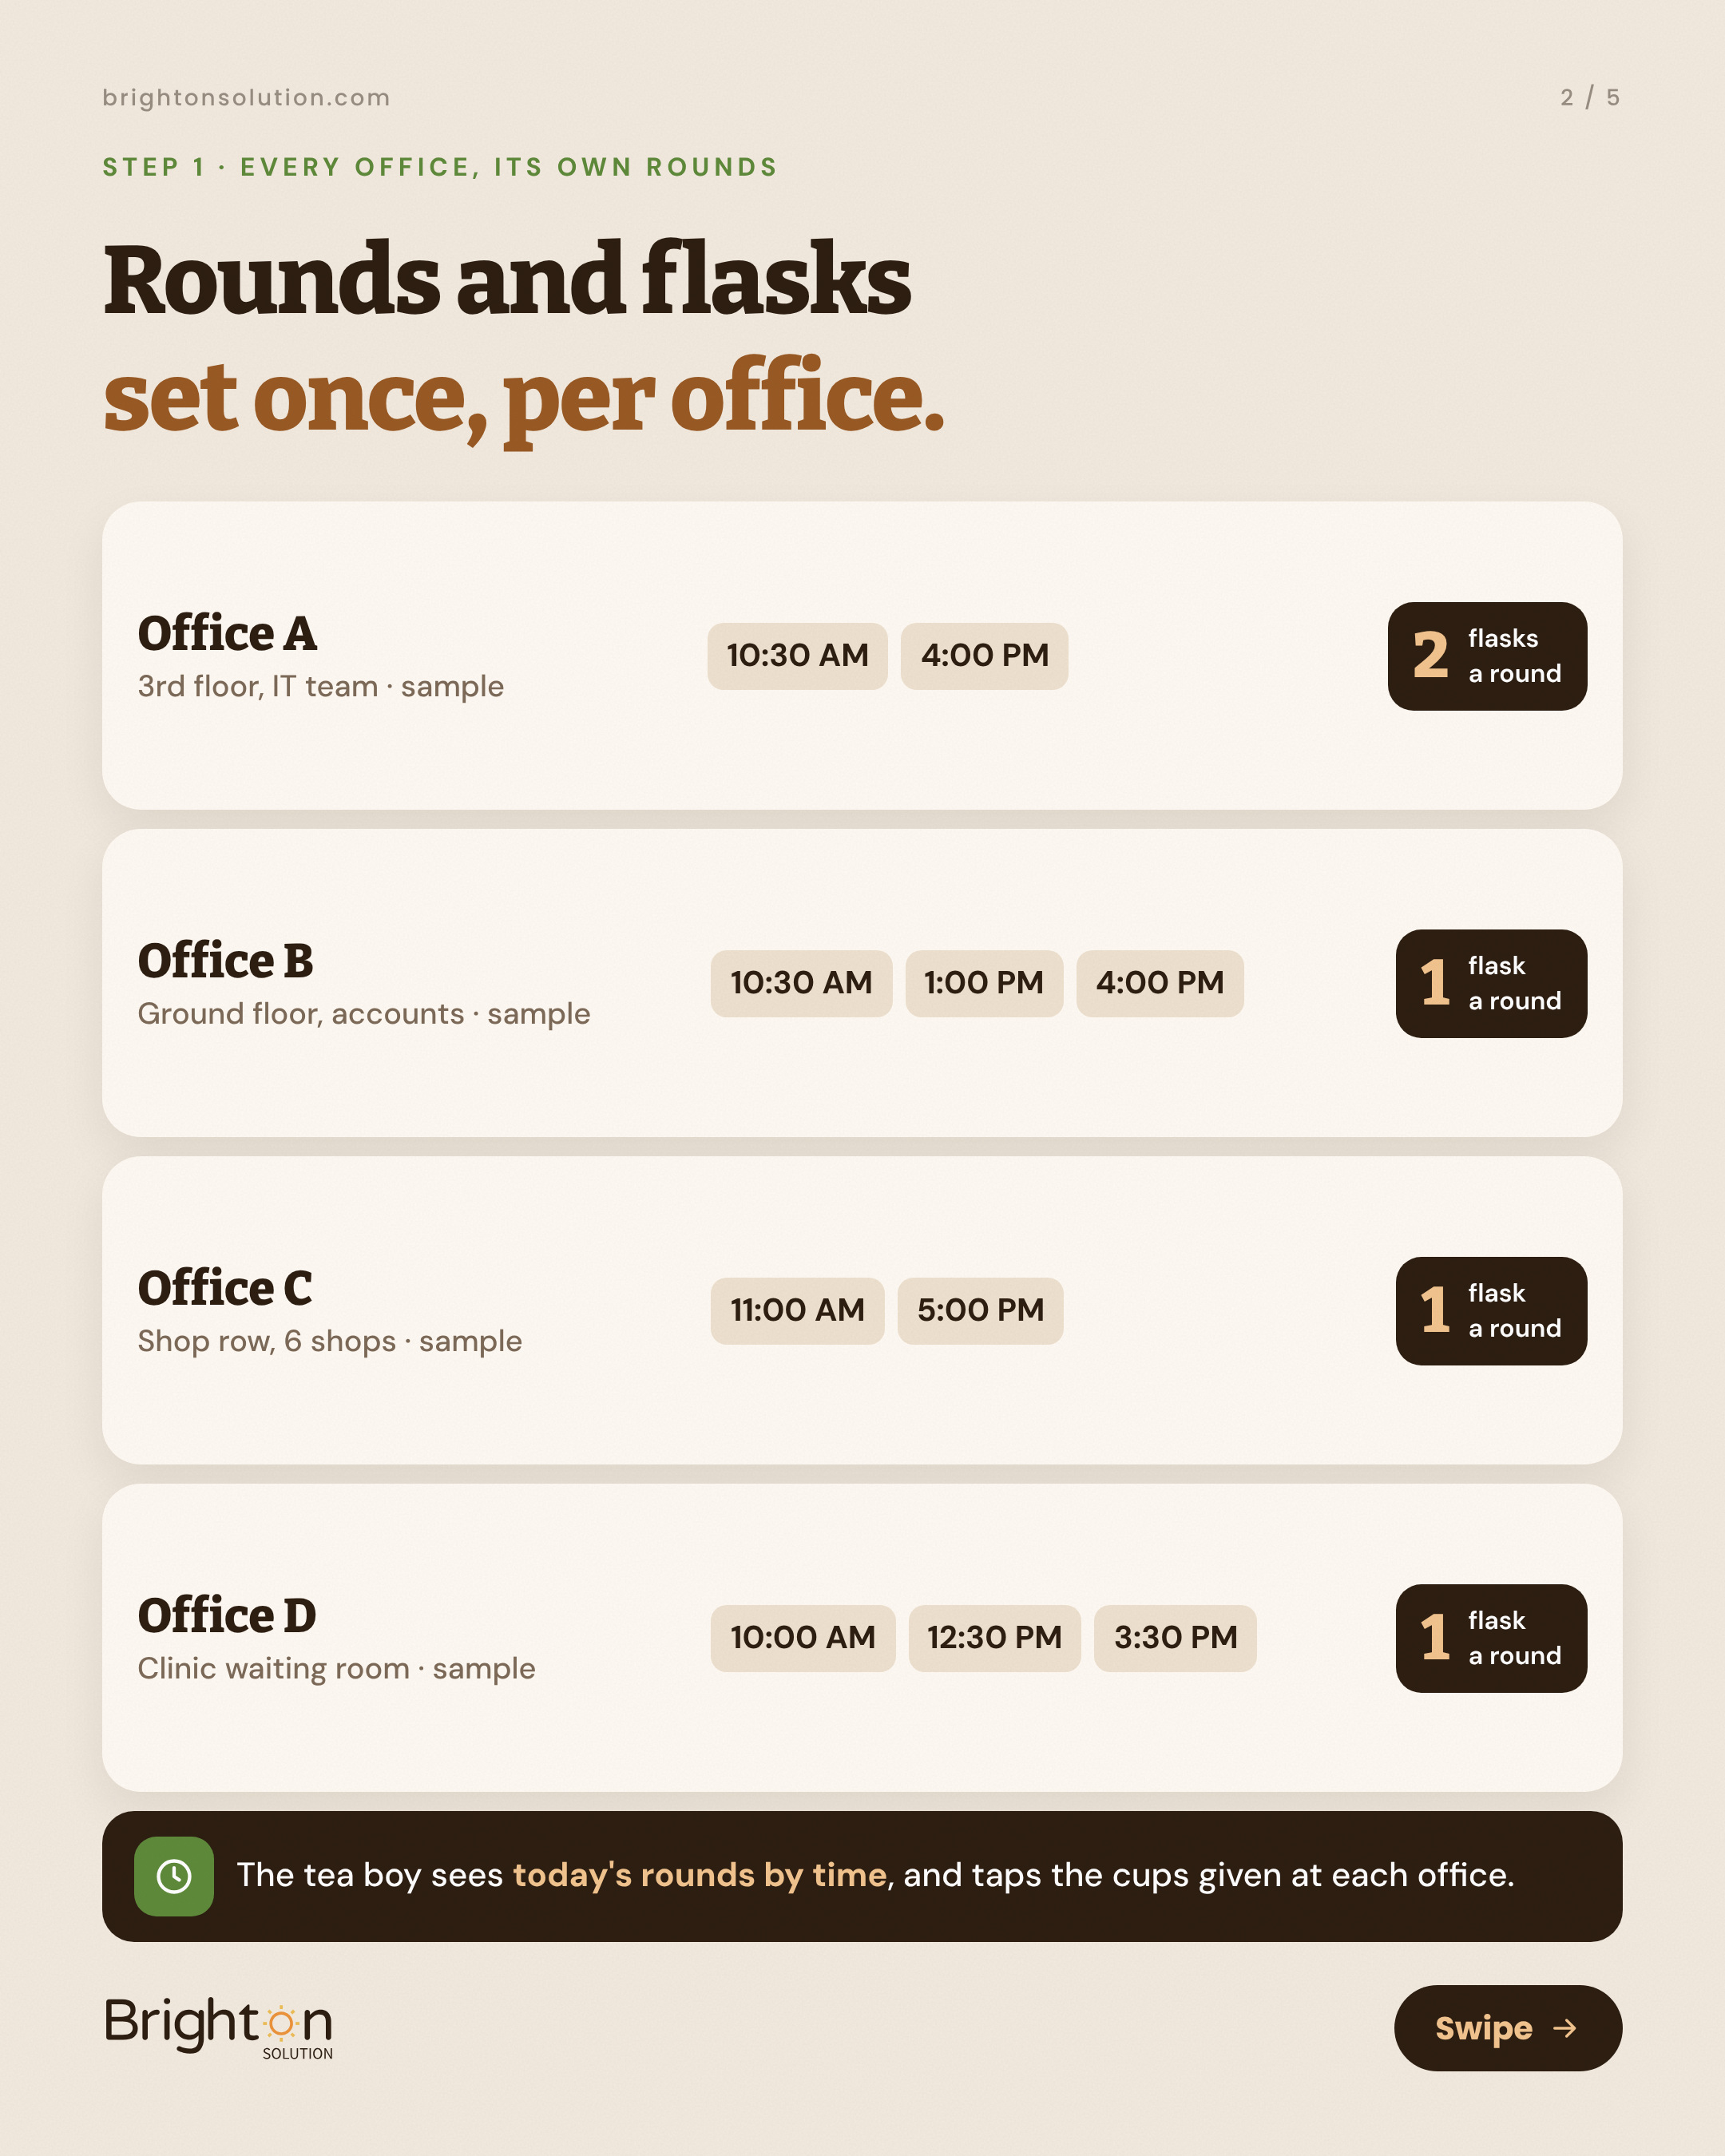 brightonsolution.com
2 / 5
STEP 1 · EVERY OFFICE, ITS OWN ROUNDS
Rounds and flasks
set once, per office.
Office A
3rd floor, IT team · sample
10:30 AM 4:00 PM
2 flasks
a round
Office B
Ground floor, accounts · sample
10:30 AM 1:00 PM 4:00 PM
1 flask
a round
Office C
Shop row, 6 shops · sample
11:00 AM 5:00 PM
1 flask
a round
Office D
Clinic waiting room · sample
10:00 AM 12:30 PM 3:30 PM
1 flask
a round
The tea boy sees today's rounds by time, and taps the cups given at each office.
Brighton
SOLUTION
Swipe →